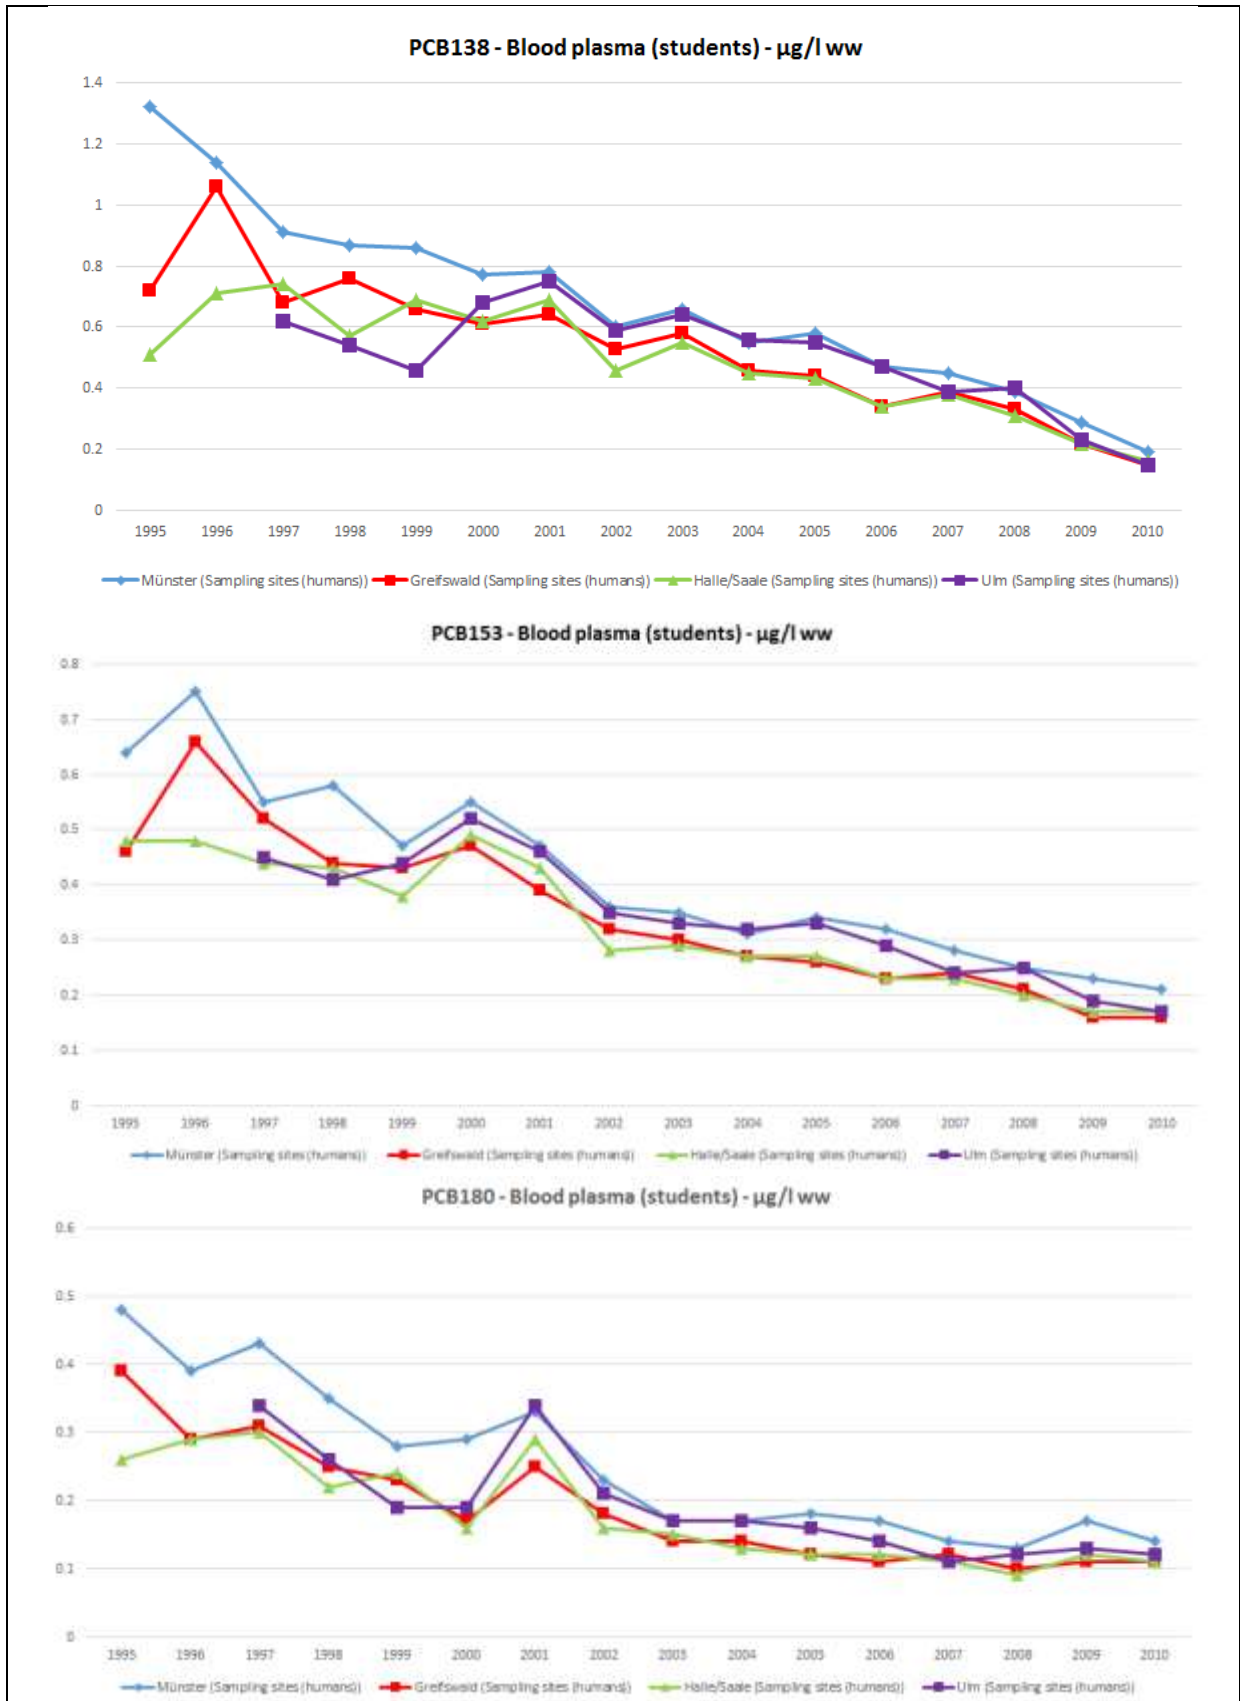 PCB138 - Blood plasma (students) - µg/l ww
1.4
1.2
1
0.8
0.6
0.4
0.2
0
1995 1996 1997 1998 1999 2000 2001 2002 2003 2004 2005 2006 2007 2008 2009 2010
Münster (Sampling sites (humans)) Greifswald (Sampling sites (humans)) Halle/Saale (Sampling sites (humans)) Ulm (Sampling sites (humans))
PCB153 - Blood plasma (students) - µg/l ww
0.8
0.7
0.6
0.5
0.4
0.3
0.2
0.1
0
1995 1996 1997 1998 1999 2000 2001 2002 2003 2004 2005 2006 2007 2008 2009 2010
Münster (Sampling sites (humans)) Greifswald (Sampling sites (humans)) Halle/Saale (Sampling sites (humans)) Ulm (Sampling sites (humans))
PCB180 - Blood plasma (students) - µg/l ww
0.6
0.5
0.4
0.3
0.2
0.1
0
1995 1996 1997 1998 1999 2000 2001 2002 2003 2004 2005 2006 2007 2008 2009 2010
Münster (Sampling sites (humans)) Greifswald (Sampling sites (humans)) Halle/Saale (Sampling sites (humans)) Ulm (Sampling sites (humans))